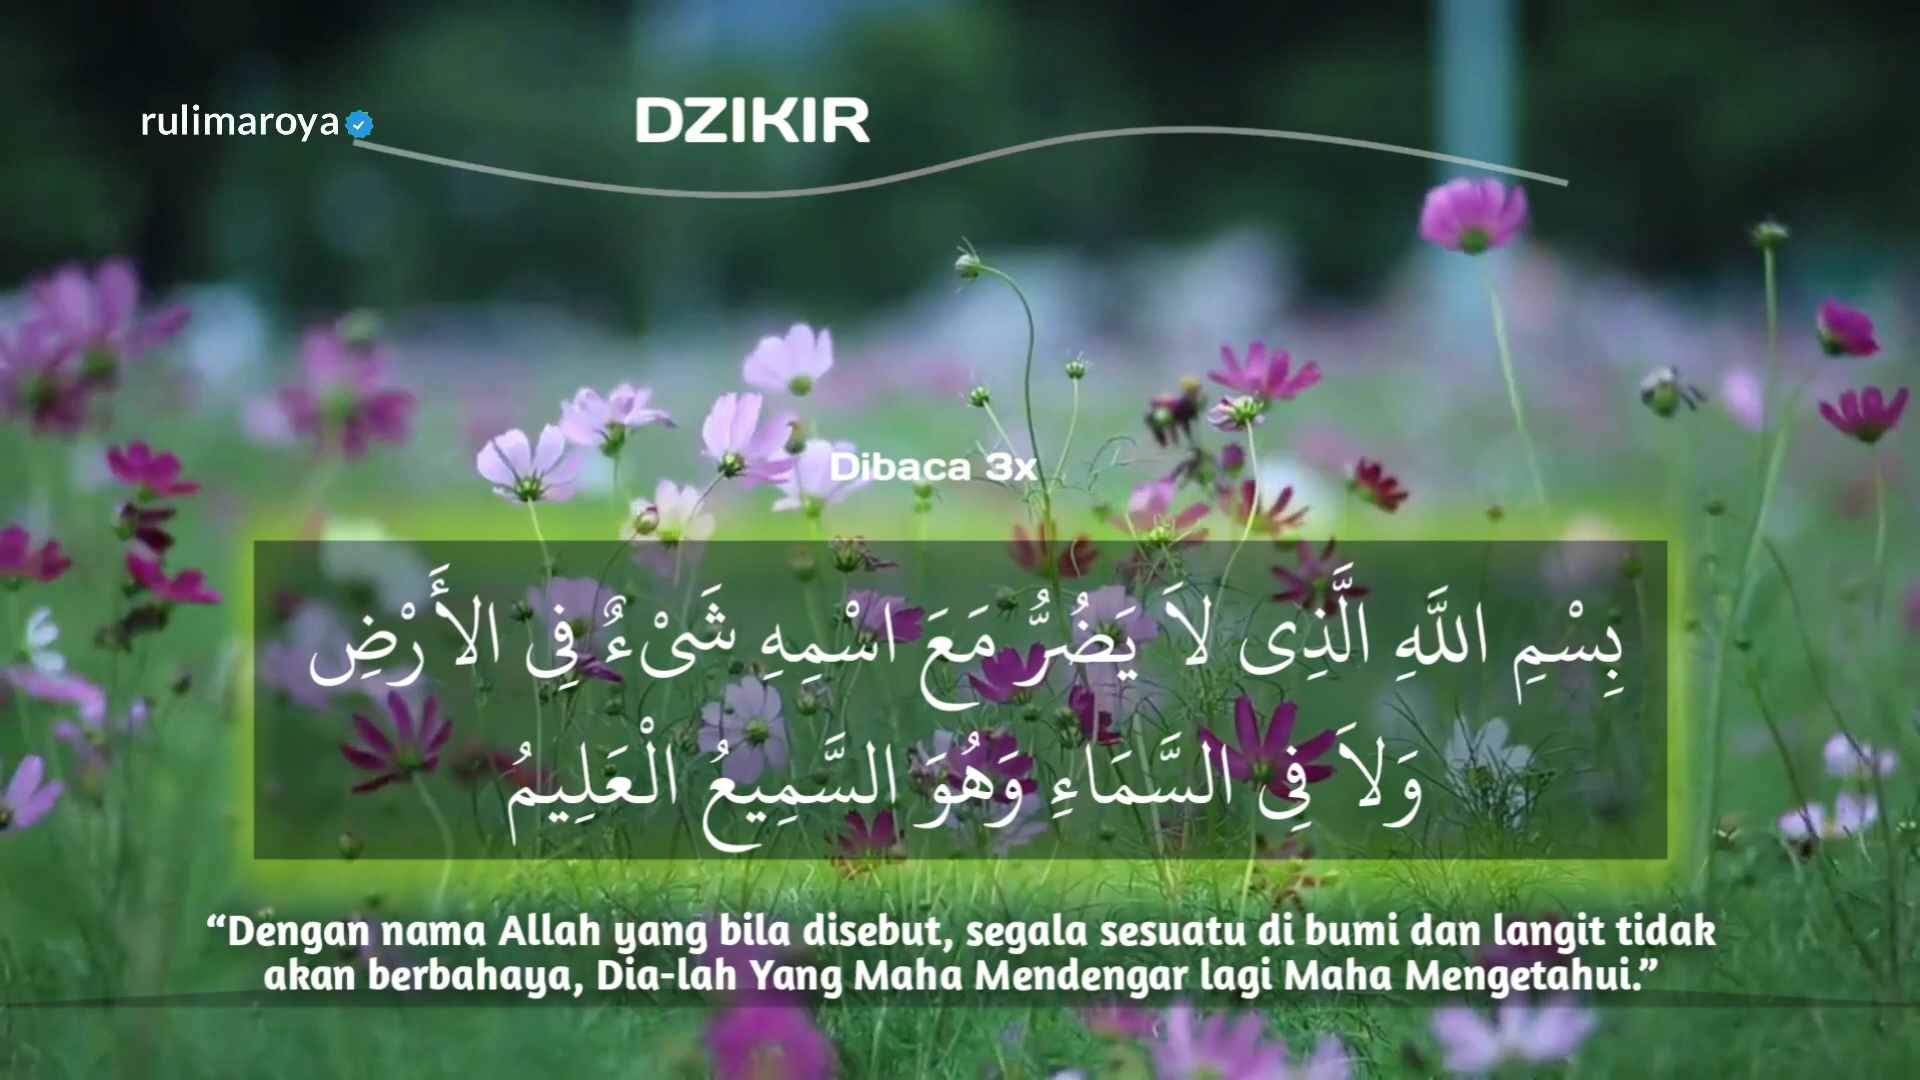 rulimaroya
DZIKIR
Dibaca 3x
بِسْمِ اللَّهِ الَّذِى لاَ يَضُرُّ مَعَ اسْمِهِ شَىْءٌ فِى الأَرْضِ
وَلاَ فِى السَّمَاءِ وَهُوَ السَّمِيعُ الْعَلِيمُ
“Dengan nama Allah yang bila disebut, segala sesuatu di bumi dan langit tidak
akan berbahaya, Dia-lah Yang Maha Mendengar lagi Maha Mengetahui.”